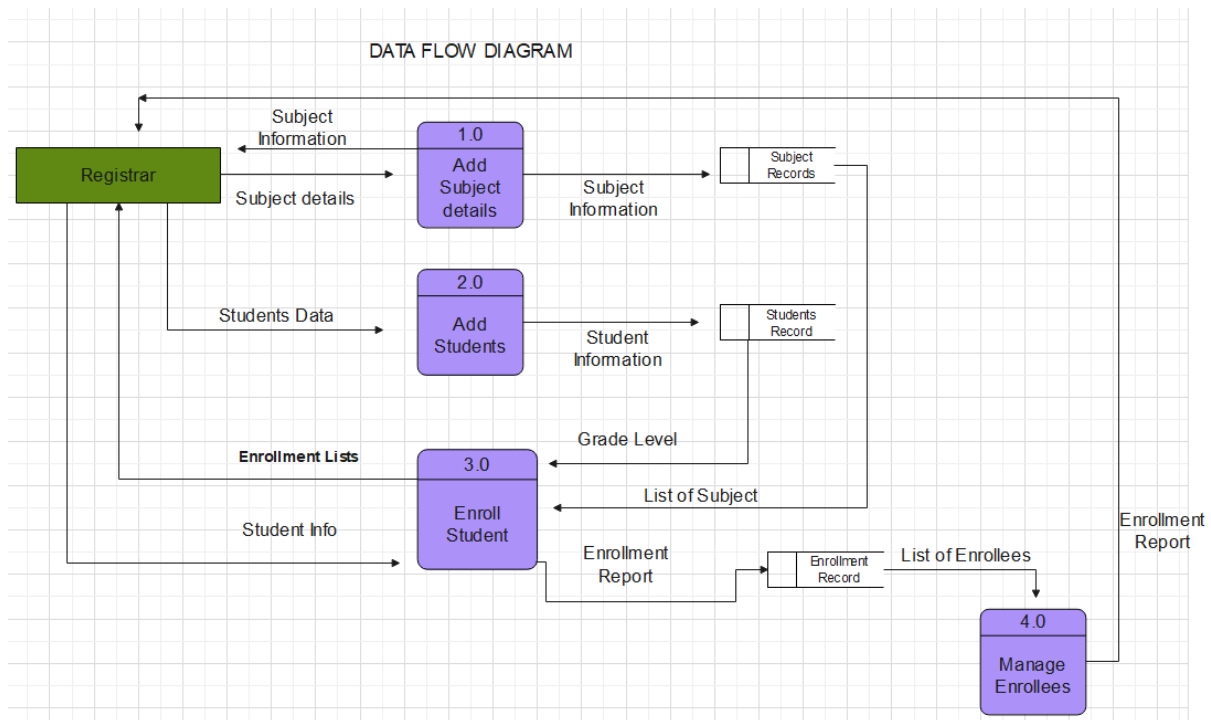 DATA FLOW DIAGRAM
Subject
Information
1.0
Add
Subject
details
Registrar
Subject details
Subject
Information
Subject
Records
2.0
Add
Students
Students Data
Student
Information
Students
Record
Grade Level
Enrollment Lists
3.0
Enroll
Student
List of Subject
Student Info
Enrollment
Report
Enrollment
Record
List of Enrollees
Enrollment
Report
4.0
Manage
Enrollees